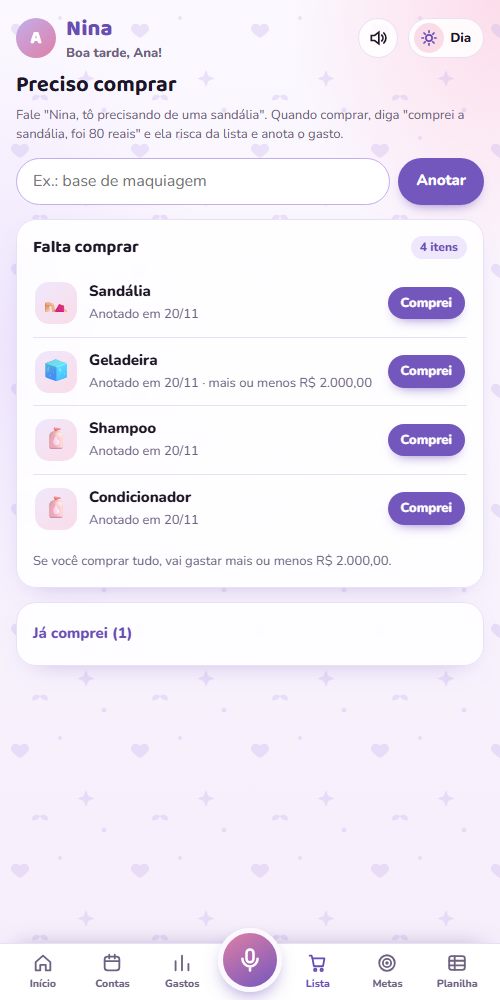 A
Nina
Boa tarde, Ana!
Dia
Preciso comprar
Fale "Nina, tô precisando de uma sandália". Quando comprar, diga "comprei a
sandália, foi 80 reais" e ela risca da lista e anota o gasto.
Ex.: base de maquiagem
Anotar
Falta comprar
4 itens
Sandália
Anotado em 20/11
Comprei
Geladeira
Anotado em 20/11 · mais ou menos R$ 2.000,00
Comprei
Shampoo
Anotado em 20/11
Comprei
Condicionador
Anotado em 20/11
Comprei
Se você comprar tudo, vai gastar mais ou menos R$ 2.000,00.
Já comprei (1)
Início
Contas
Gastos
Lista
Metas
Planilha